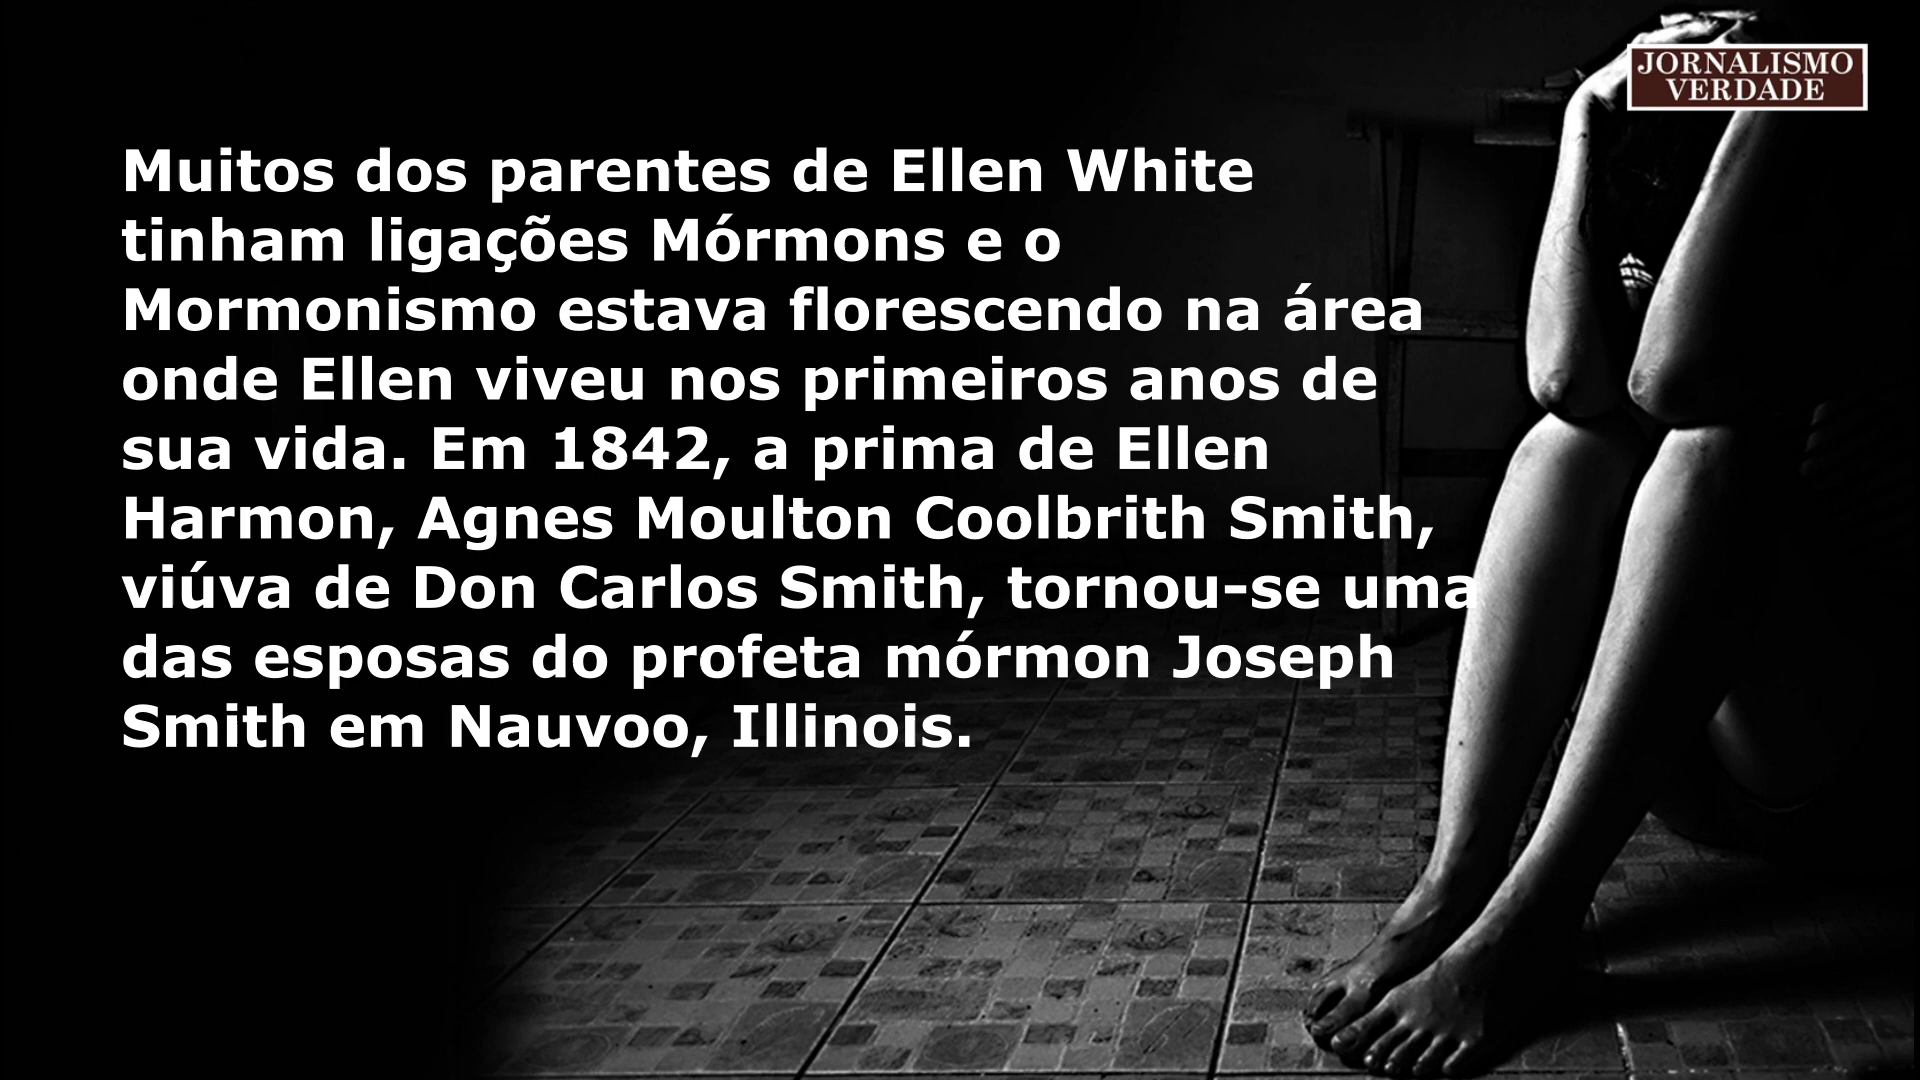 JORNALISMO
VERDADE
Muitos dos parentes de Ellen White
tinham ligações Mórmons e o
Mormonismo estava florescendo na área
onde Ellen viveu nos primeiros anos de
sua vida. Em 1842, a prima de Ellen
Harmon, Agnes Moulton Coolbrith Smith,
viúva de Don Carlos Smith, tornou-se uma
das esposas do profeta mórmon Joseph
Smith em Nauvoo, Illinois.